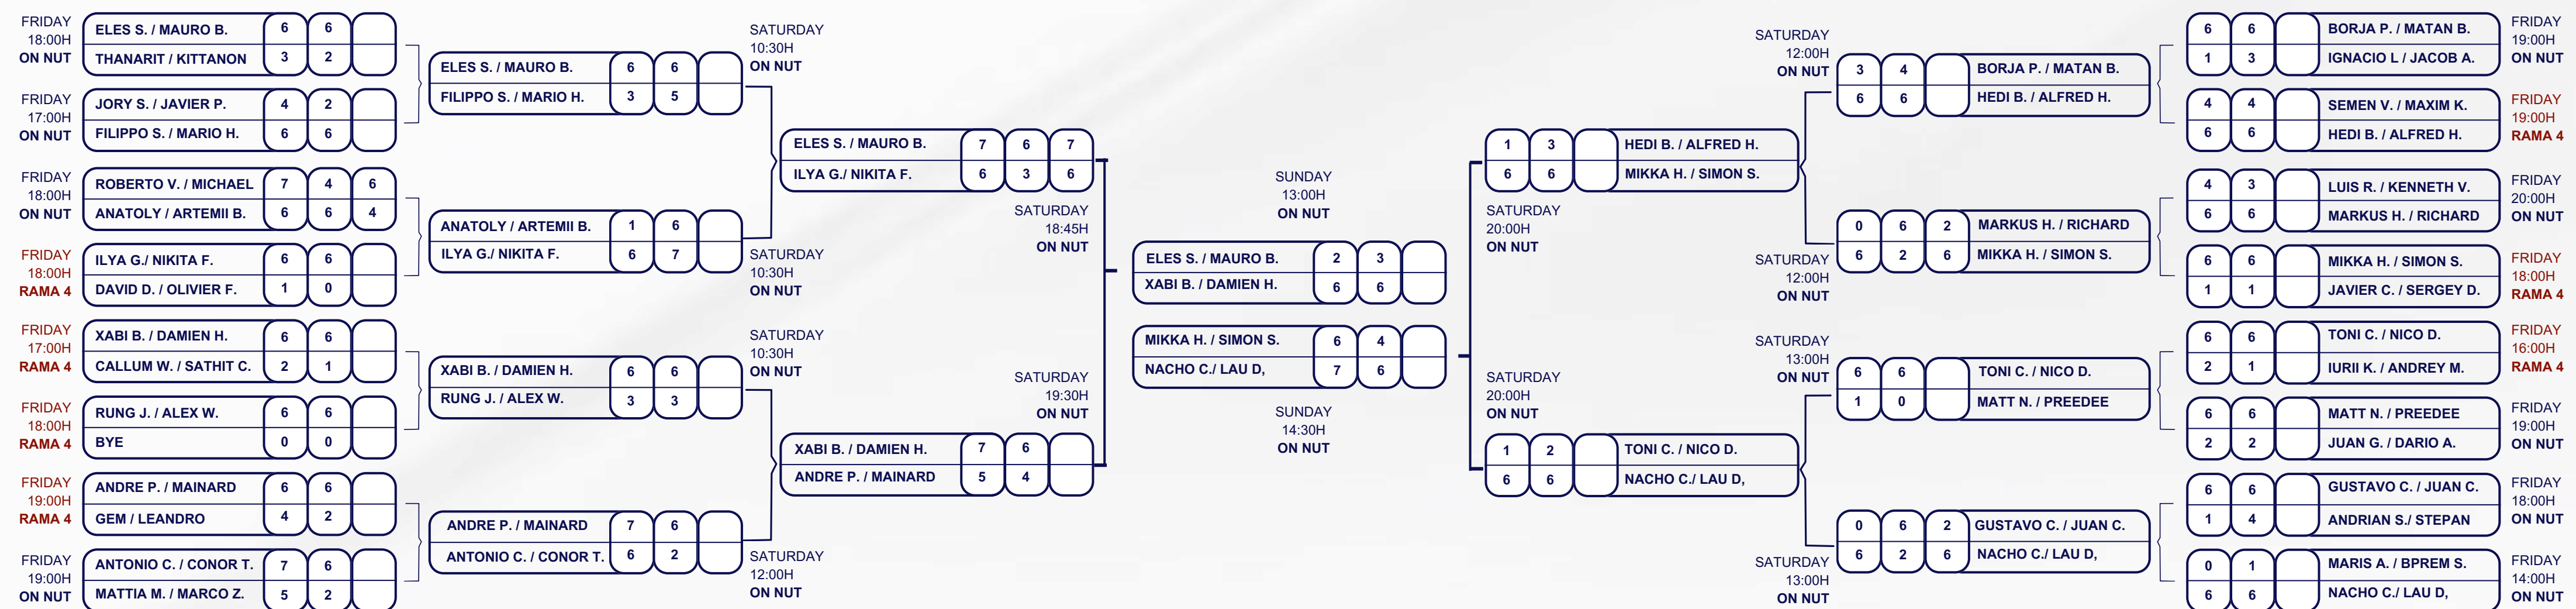 FRIDAY
18:00H
ON NUT
ELES S. / MAURO B. 6 6
THANARIT / KITTANON 3 2
FRIDAY
17:00H
ON NUT
JORY S. / JAVIER P. 4 2
FILIPPO S. / MARIO H. 6 6
FRIDAY
18:00H
ON NUT
ROBERTO V. / MICHAEL 7 4 6
ANATOLY / ARTEMII B. 6 6 4
FRIDAY
18:00H
RAMA 4
ILYA G./ NIKITA F. 6 6
DAVID D. / OLIVIER F. 1 0
FRIDAY
17:00H
RAMA 4
XABI B. / DAMIEN H. 6 6
CALLUM W. / SATHIT C. 2 1
FRIDAY
18:00H
RAMA 4
RUNG J. / ALEX W. 6 6
BYE 0 0
FRIDAY
19:00H
RAMA 4
ANDRE P. / MAINARD 6 6
GEM / LEANDRO 4 2
FRIDAY
19:00H
ON NUT
ANTONIO C. / CONOR T. 7 6
MATTIA M. / MARCO Z. 5 2
SATURDAY
10:30H
ON NUT
ELES S. / MAURO B. 6 6
FILIPPO S. / MARIO H. 3 5
ANATOLY / ARTEMII B. 1 6
ILYA G./ NIKITA F. 6 7
SATURDAY
10:30H
ON NUT
SATURDAY
10:30H
ON NUT
XABI B. / DAMIEN H. 6 6
RUNG J. / ALEX W. 3 3
ANDRE P. / MAINARD 7 6
ANTONIO C. / CONOR T. 6 2
SATURDAY
12:00H
ON NUT
ELES S. / MAURO B. 7 6 7
ILYA G./ NIKITA F. 6 3 6
SATURDAY
18:45H
ON NUT
SATURDAY
19:30H
ON NUT
XABI B. / DAMIEN H. 7 6
ANDRE P. / MAINARD 5 4
SUNDAY
13:00H
ON NUT
ELES S. / MAURO B. 2 3
XABI B. / DAMIEN H. 6 6
MIKKA H. / SIMON S. 6 4
NACHO C./ LAU D, 7 6
SUNDAY
14:30H
ON NUT
1 3 HEDI B. / ALFRED H.
6 6 MIKKA H. / SIMON S.
SATURDAY
20:00H
ON NUT
SATURDAY
20:00H
ON NUT
1 2 TONI C. / NICO D.
6 6 NACHO C./ LAU D,
SATURDAY
12:00H
ON NUT
3 4 BORJA P. / MATAN B.
6 6 HEDI B. / ALFRED H.
0 6 2 MARKUS H. / RICHARD
6 2 6 MIKKA H. / SIMON S.
SATURDAY
12:00H
ON NUT
SATURDAY
13:00H
ON NUT
6 6 TONI C. / NICO D.
1 0 MATT N. / PREEDEE
0 6 2 GUSTAVO C. / JUAN C.
6 2 6 NACHO C./ LAU D,
SATURDAY
13:00H
ON NUT
6 6 BORJA P. / MATAN B.
1 3 IGNACIO L / JACOB A.
FRIDAY
19:00H
ON NUT
4 4 SEMEN V. / MAXIM K.
6 6 HEDI B. / ALFRED H.
FRIDAY
19:00H
RAMA 4
4 3 LUIS R. / KENNETH V.
6 6 MARKUS H. / RICHARD
FRIDAY
20:00H
ON NUT
6 6 MIKKA H. / SIMON S.
1 1 JAVIER C. / SERGEY D.
FRIDAY
18:00H
RAMA 4
6 6 TONI C. / NICO D.
2 1 IURII K. / ANDREY M.
FRIDAY
16:00H
RAMA 4
6 6 MATT N. / PREEDEE
2 2 JUAN G. / DARIO A.
FRIDAY
19:00H
ON NUT
6 6 GUSTAVO C. / JUAN C.
1 4 ANDRIAN S./ STEPAN
FRIDAY
18:00H
ON NUT
0 1 MARIS A. / BPREM S.
6 6 NACHO C./ LAU D,
FRIDAY
14:00H
ON NUT